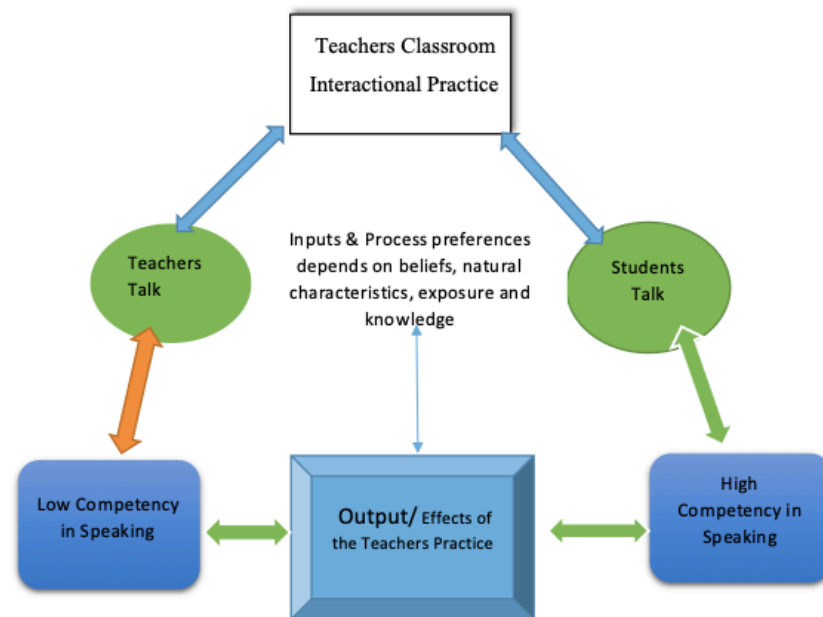 Teachers Classroom
Interactional Practice
Teachers
Talk
Inputs & Process preferences
depends on beliefs, natural
characteristics, exposure and
knowledge
Students
Talk
Low Competency
in Speaking
Output/ Effects of
the Teachers Practice
High
Competency in
Speaking